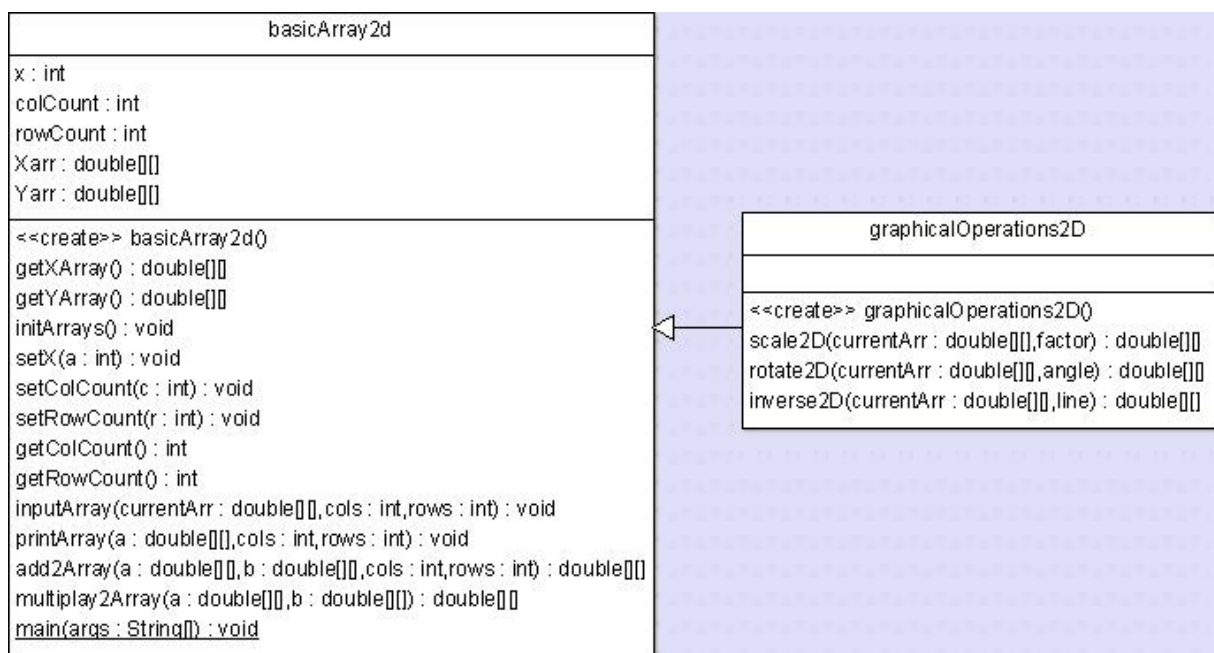 basicArray2d
x : int
colCount : int
rowCount : int
Xarr : double[][]
Yarr : double[][]
<<create>> basicArray2d()
getXArray() : double[][]
getYArray() : double[][]
initArrays() : void
setX(a : int) : void
setColCount(c : int) : void
setRowCount(r : int) : void
getColCount() : int
getRowCount() : int
inputArray(currentArr : double[][],cols : int,rows : int) : void
printArray(a : double[][],cols : int,rows : int) : void
add2Array(a : double[][],b : double[][],cols : int,rows : int) : double[][]
multiplay2Array(a : double[][],b : double[][]) : double[][]
main(args : String[]) : void
graphicalOperations2D
<<create>> graphicalOperations2D()
scale2D(currentArr : double[][],factor) : double[][]
rotate2D(currentArr : double[][],angle) : double[][]
inverse2D(currentArr : double[][],line) : double[][]